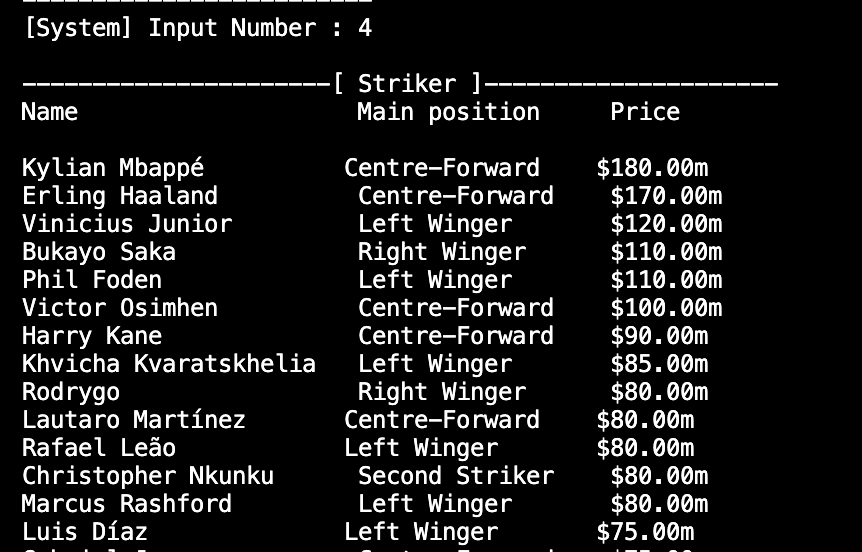 [System] Input Number : 4
----------------------[ Striker ]---------------------
Name                    Main position     Price
Kylian Mbappé          Centre-Forward    $180.00m
Erling Haaland          Centre-Forward    $170.00m
Vinicius Junior         Left Winger       $120.00m
Bukayo Saka             Right Winger      $110.00m
Phil Foden              Left Winger       $110.00m
Victor Osimhen          Centre-Forward    $100.00m
Harry Kane              Centre-Forward    $90.00m
Khvicha Kvaratskhelia   Left Winger       $85.00m
Rodrygo                 Right Winger      $80.00m
Lautaro Martínez       Centre-Forward    $80.00m
Rafael Leão            Left Winger       $80.00m
Christopher Nkunku      Second Striker    $80.00m
Marcus Rashford         Left Winger       $80.00m
Luis Díaz              Left Winger       $75.00m